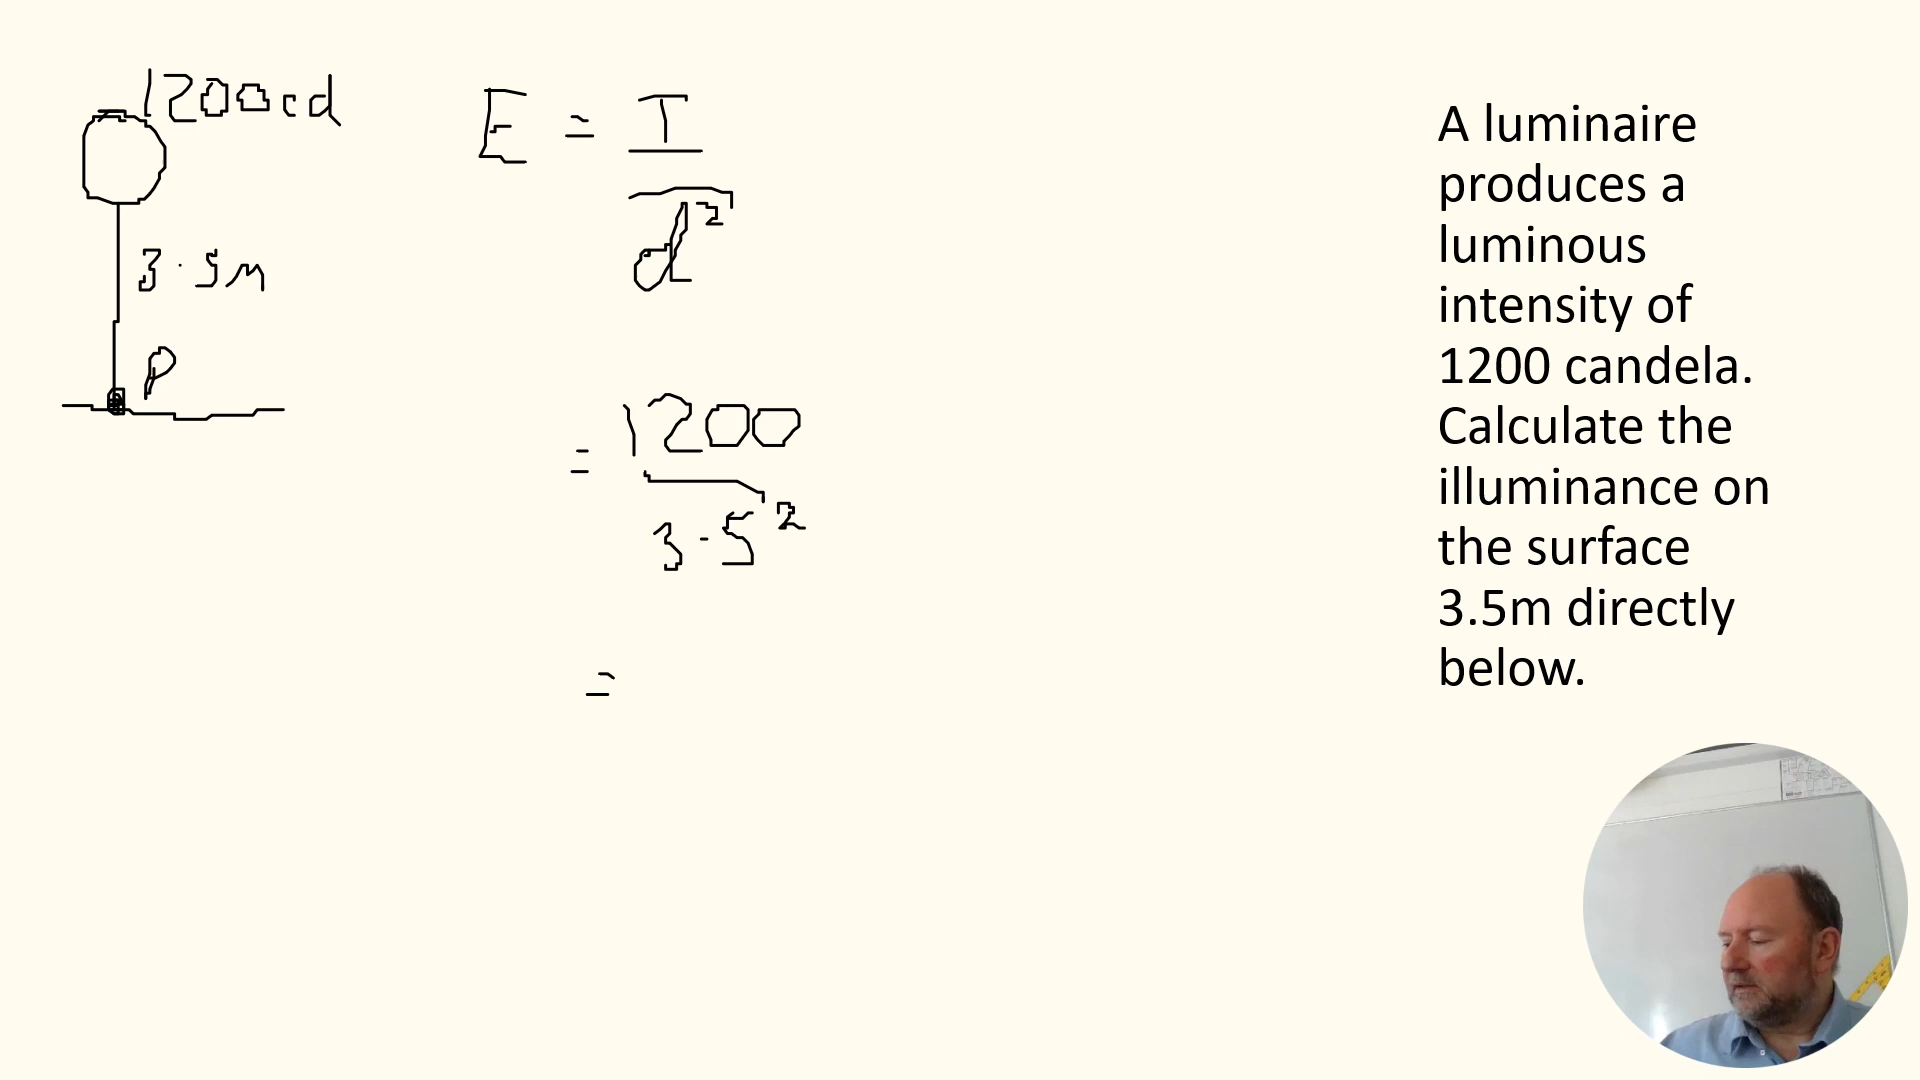 1200cd
3.5m
P
E = I
d²
= 1200
3.5²
=
A luminaire
produces a
luminous
intensity of
1200 candela.
Calculate the
illuminance on
the surface
3.5m directly
below.